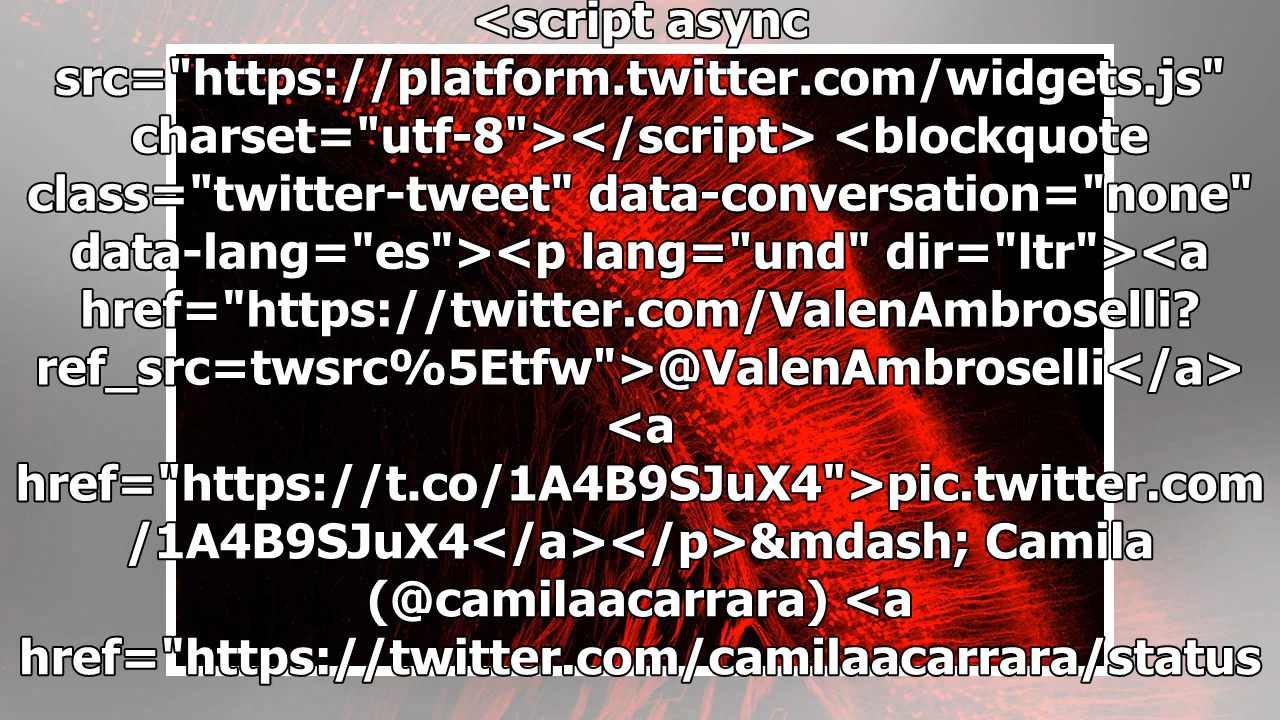 <script async
src="https://platform.twitter.com/widgets.js"
charset="utf-8"></script> <blockquote
class="twitter-tweet" data-conversation="none"
data-lang="es"><p lang="und" dir="ltr"><a
href="https://twitter.com/ValenAmbroselli?
ref_src=twsrc%5Etfw">@ValenAmbroselli</a>
<a
href="https://t.co/1A4B9SJuX4">pic.twitter.com
/1A4B9SJuX4</a></p>&mdash; Camila
(@camilaacarrara) <a
href="https://twitter.com/camilaacarrara/status